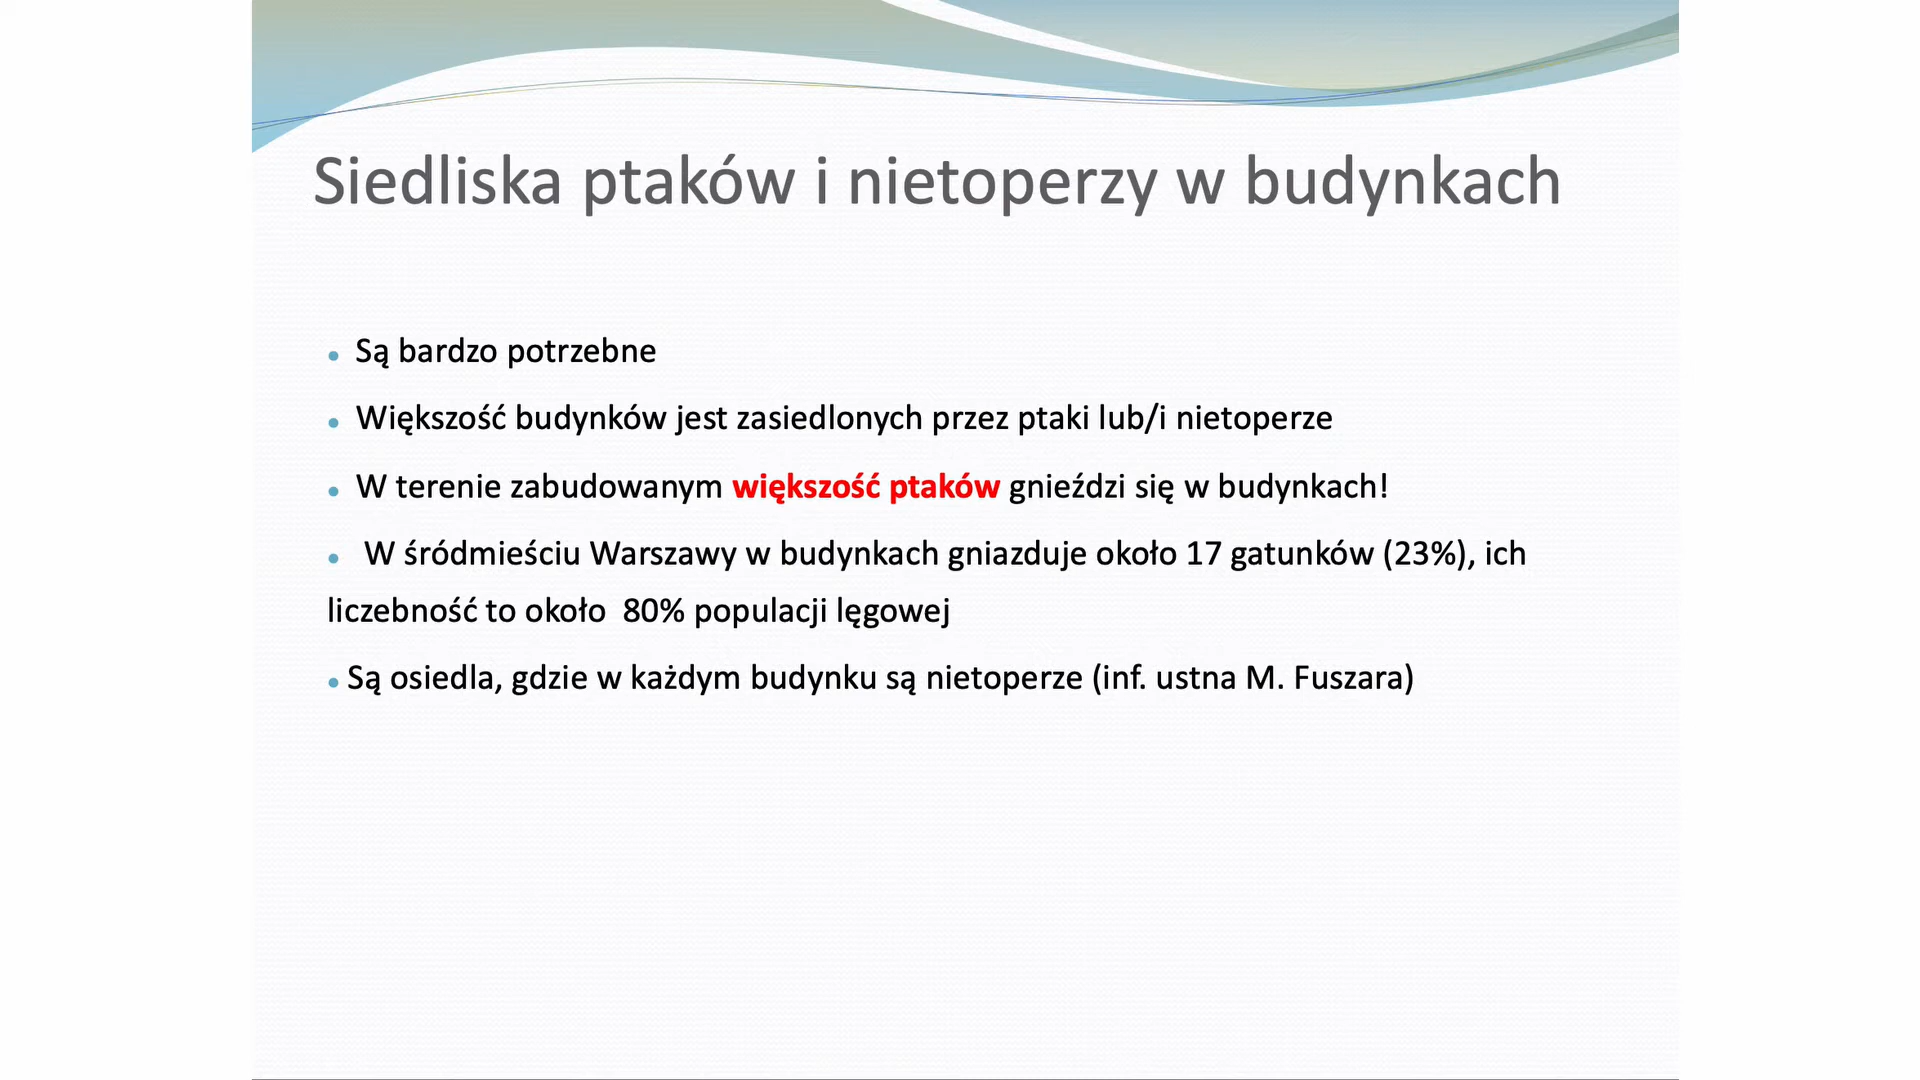 Siedliska ptaków i nietoperzy w budynkach
• Są bardzo potrzebne
• Większość budynków jest zasiedlonych przez ptaki lub/i nietoperze
• W terenie zabudowanym większość ptaków gnieździ się w budynkach!
• W śródmieściu Warszawy w budynkach gniazduje około 17 gatunków (23%), ich
liczebność to około 80% populacji lęgowej
• Są osiedla, gdzie w każdym budynku są nietoperze (inf. ustna M. Fuszara)